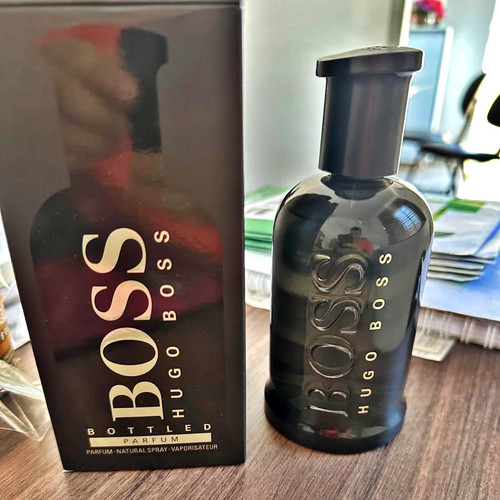 BOSS
HUGO BOSS
BOTTLED
PARFUM
PARFUM·NATURAL SPRAY·VAPORISATEUR
BOSS
HUGO BOSS